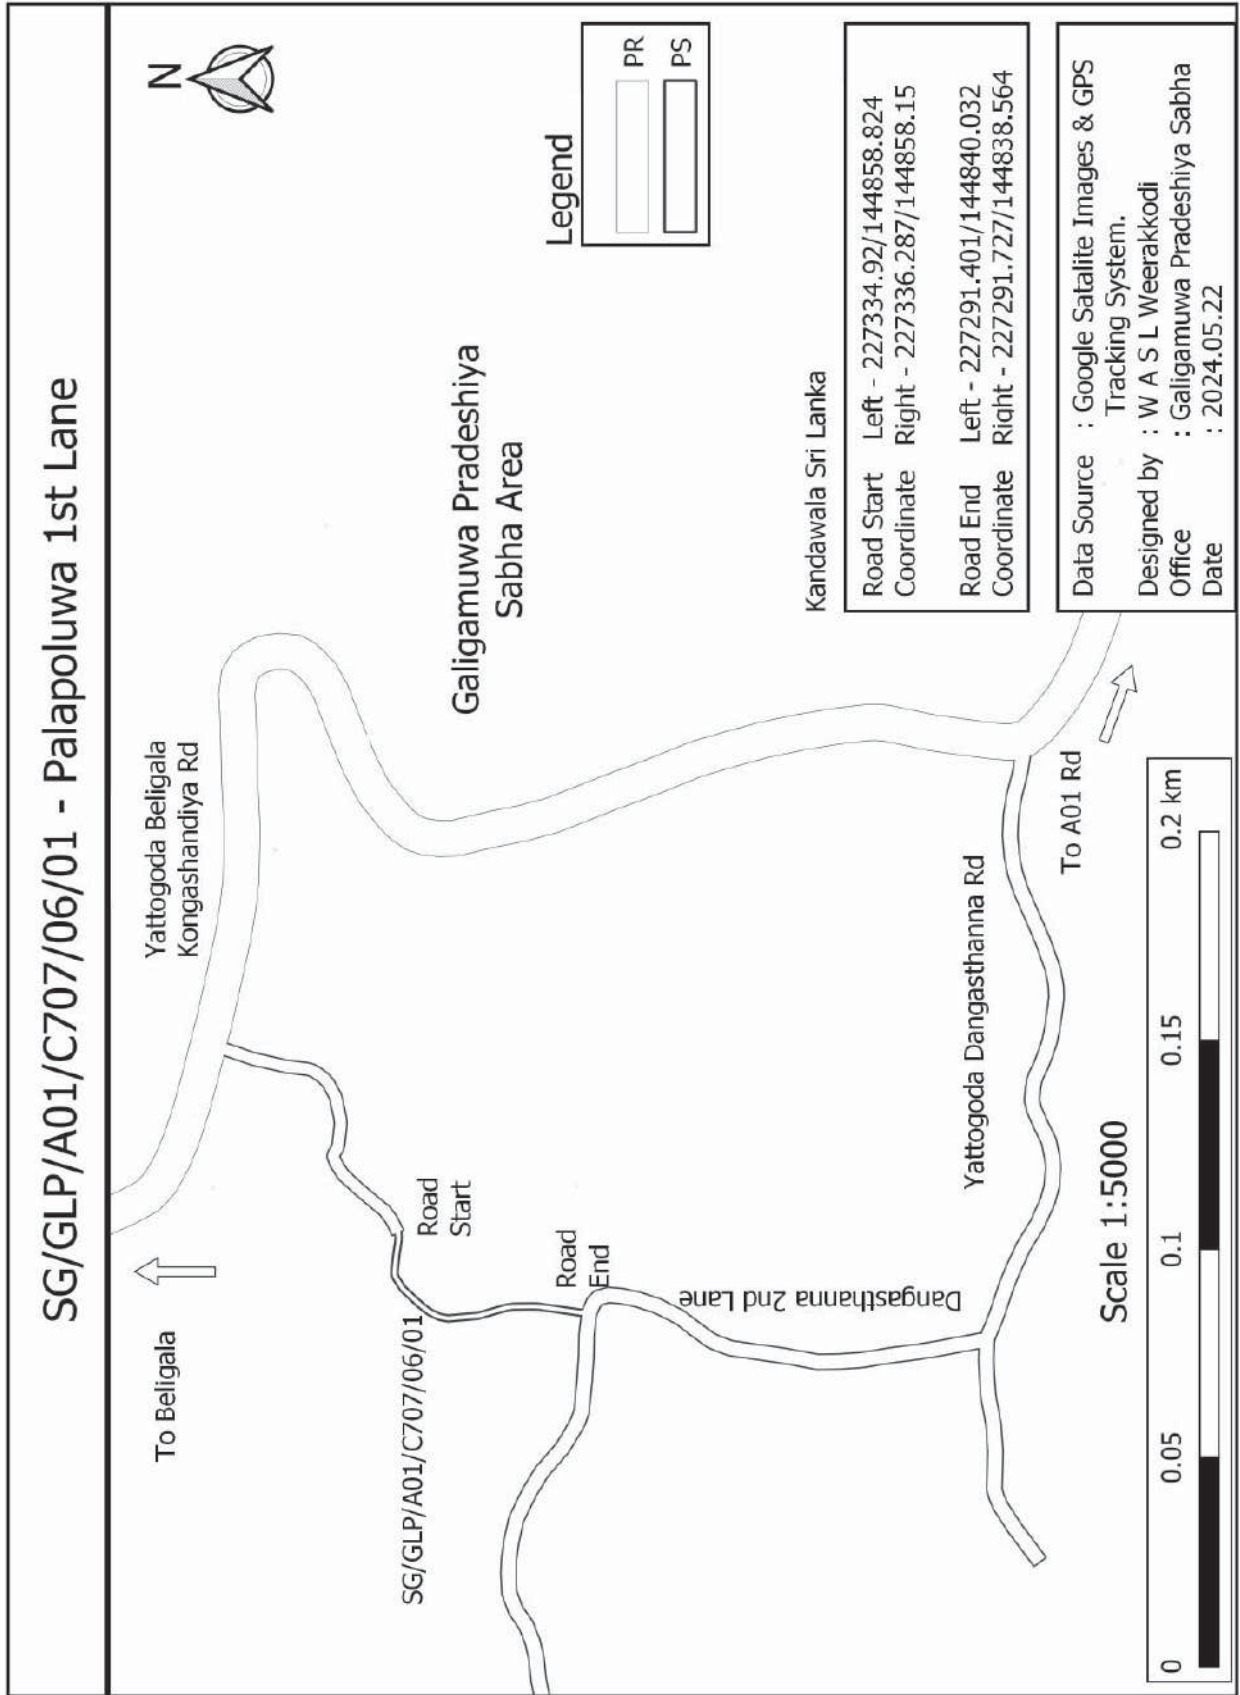 SG/GLP/A01/C707/06/01 - Palapoluwa 1st Lane
N
To Beligala
Yattogoda Beligala
Kongashandiya Rd
Legend
PR
PS
Galigamuwa Pradeshiya
Sabha Area
SG/GLP/A01/C707/06/01
Road
Start
Road
End
Dangasthanna 2nd Lane
Yattogoda Dangasthanna Rd
To A01 Rd
Kandawala Sri Lanka
Road Start Left - 227334.92/144858.824
Coordinate Right - 227336.287/144858.15
Road End Left - 227291.401/144840.032
Coordinate Right - 227291.727/144838.564
Data Source : Google Satalite Images & GPS
Tracking System.
Designed by : W A S L Weerakkodi
Office : Galigamuwa Pradeshiya Sabha
Date : 2024.05.22
Scale 1:5000
0 0.05 0.1 0.15 0.2 km